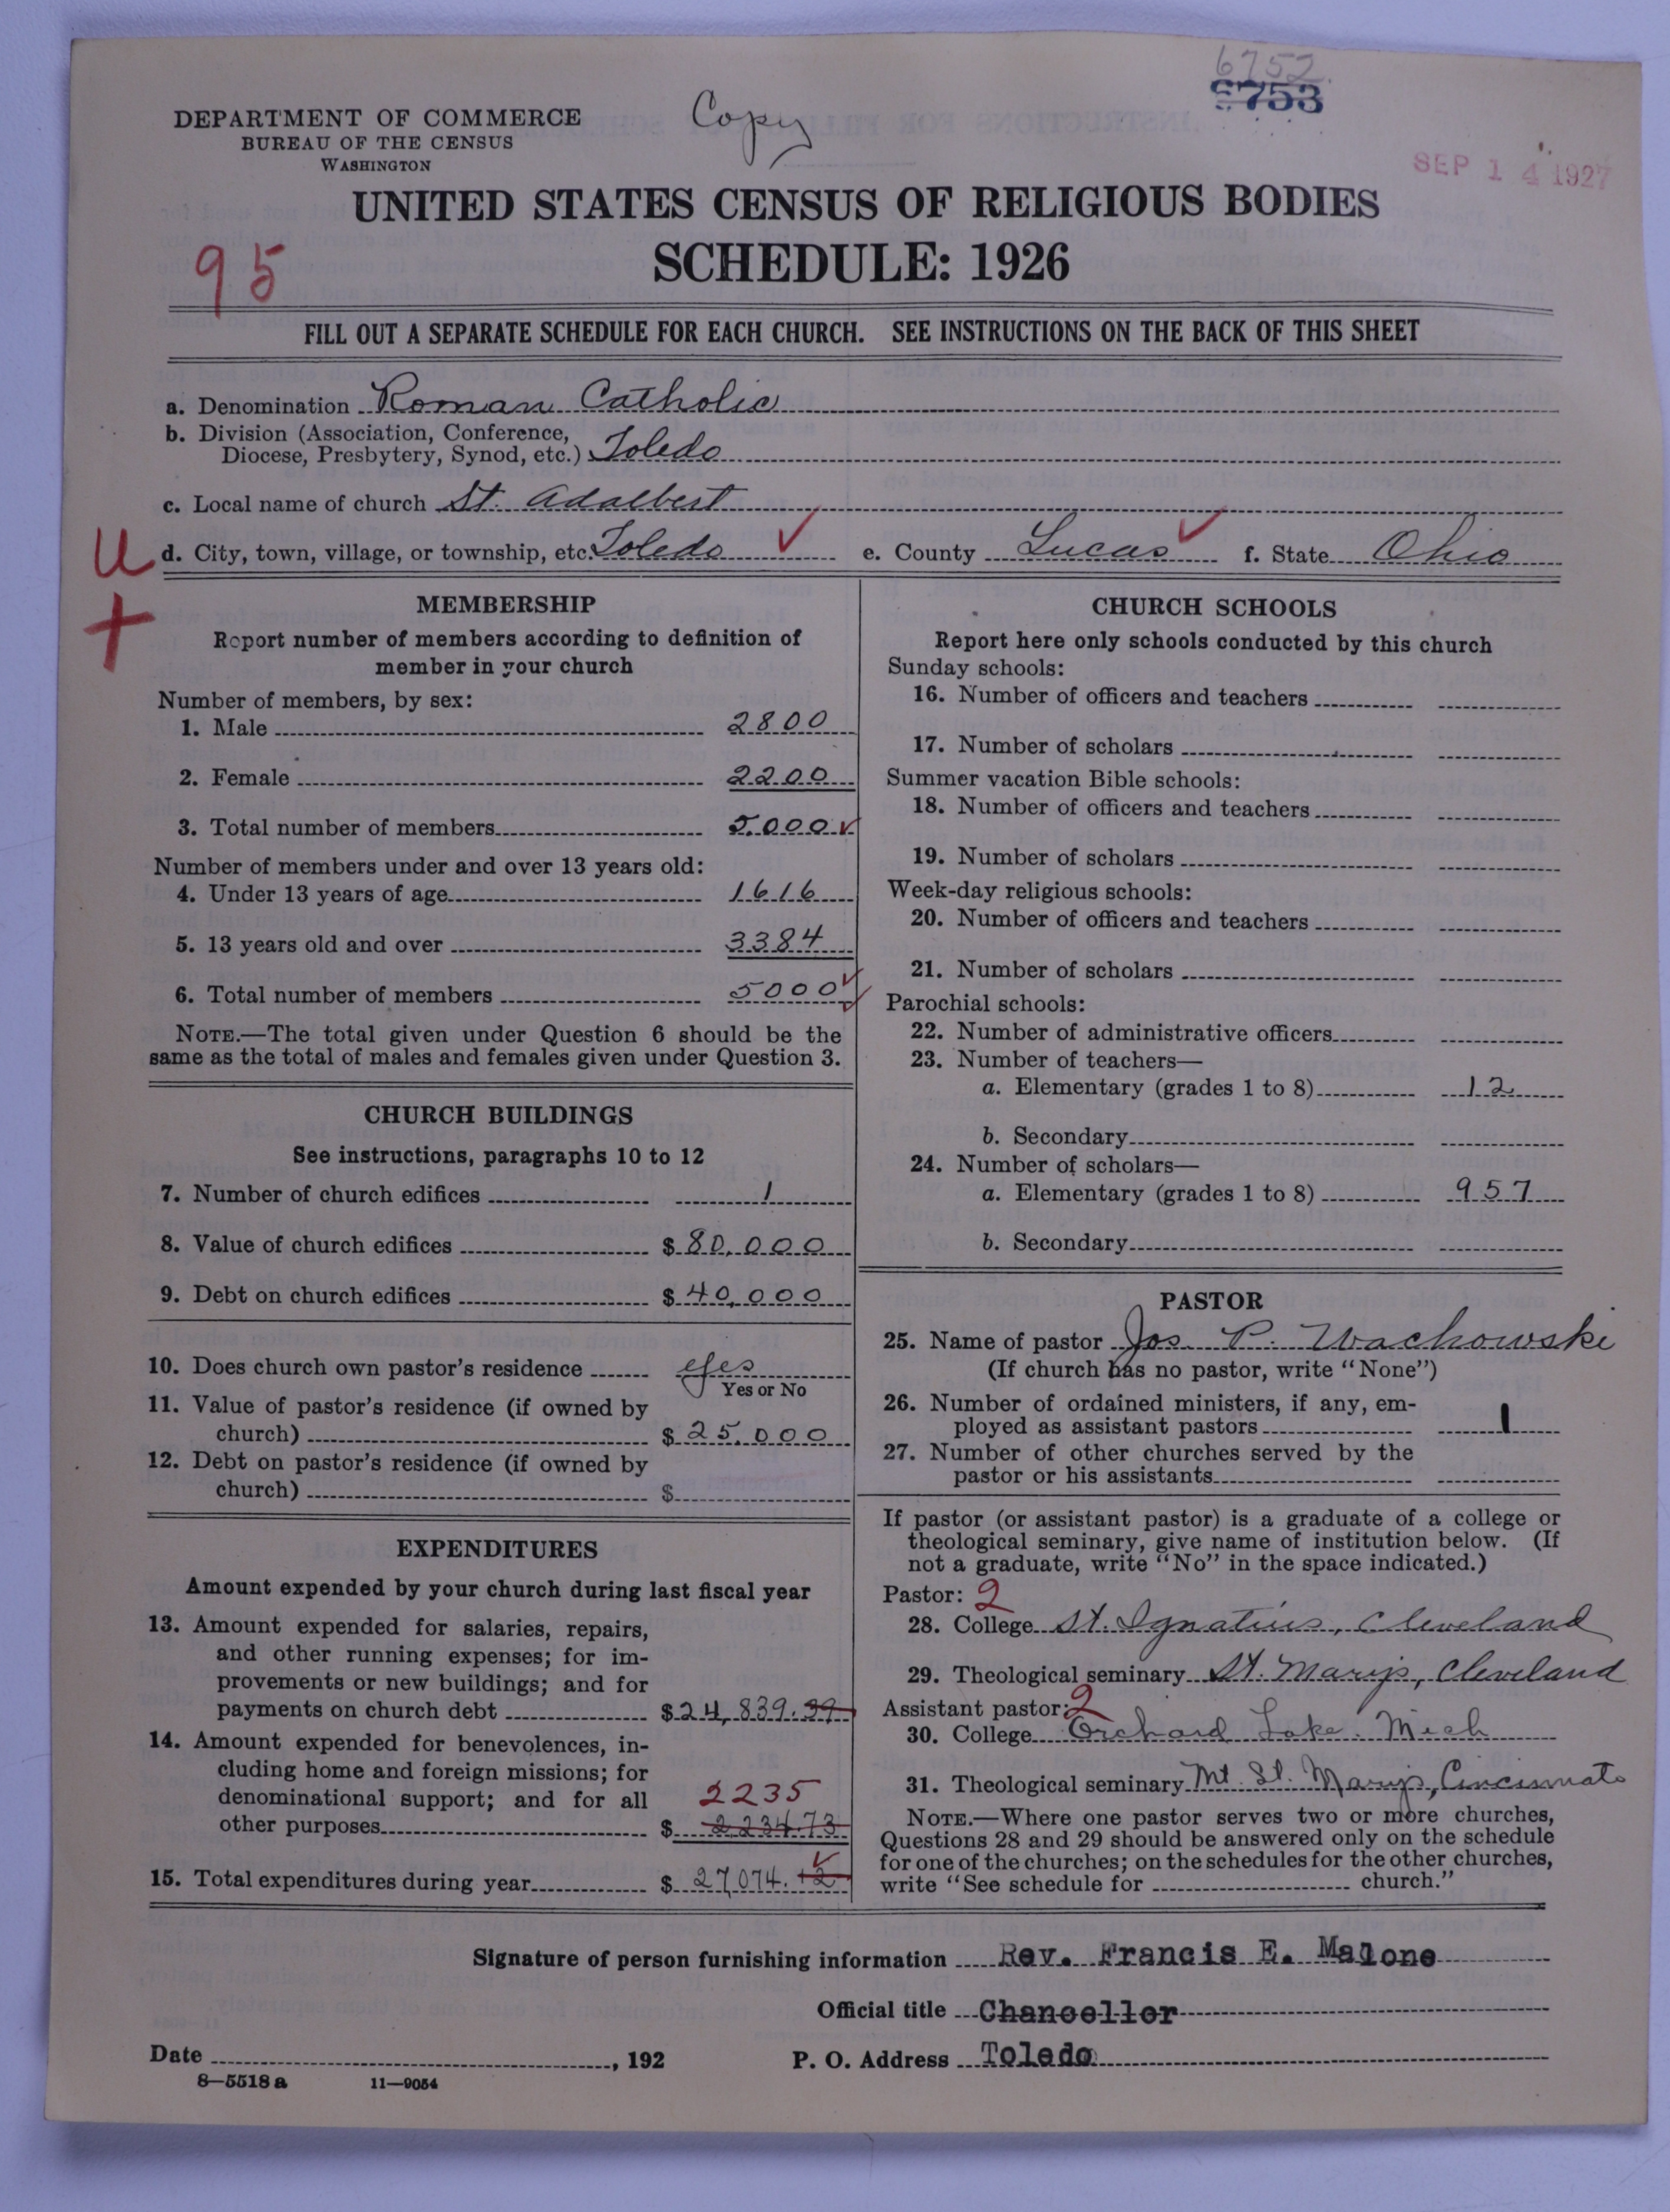 6752.
6753
DEPARTMENT OF COMMERCE
BUREAU OF THE CENSUS
WASHINGTON
Copy
SEP 14 1927
UNITED STATES CENSUS OF RELIGIOUS BODIES
SCHEDULE: 1926
95
FILL OUT A SEPARATE SCHEDULE FOR EACH CHURCH. SEE INSTRUCTIONS ON THE BACK OF THIS SHEET
a. Denomination Roman Catholic
b. Division (Association, Conference,
Diocese, Presbytery, Synod, etc.) Toledo
c. Local name of church St. Adalbert
U
d. City, town, village, or township, etc. Toledo ✓ e. County Lucas ✓ f. State Ohio
+
MEMBERSHIP
Report number of members according to definition of
member in your church
Number of members, by sex:
1. Male 2800
2. Female 2200
3. Total number of members 5000 ✓
Number of members under and over 13 years old:
4. Under 13 years of age 1616
5. 13 years old and over 3384
6. Total number of members 5000 ✓
NOTE.—The total given under Question 6 should be the
same as the total of males and females given under Question 3.
CHURCH BUILDINGS
See instructions, paragraphs 10 to 12
7. Number of church edifices 1
8. Value of church edifices $ 80,000
9. Debt on church edifices $ 40,000
10. Does church own pastor's residence yes
Yes or No
11. Value of pastor's residence (if owned by
church) $ 25,000
12. Debt on pastor's residence (if owned by
church) $
EXPENDITURES
Amount expended by your church during last fiscal year
13. Amount expended for salaries, repairs,
and other running expenses; for im-
provements or new buildings; and for
payments on church debt $ 24,839.39
14. Amount expended for benevolences, in-
cluding home and foreign missions; for
denominational support; and for all 2235
other purposes $ 2234.73
15. Total expenditures during year $ 27,074.12 ✓
CHURCH SCHOOLS
Report here only schools conducted by this church
Sunday schools:
16. Number of officers and teachers
17. Number of scholars
Summer vacation Bible schools:
18. Number of officers and teachers
19. Number of scholars
Week-day religious schools:
20. Number of officers and teachers
21. Number of scholars
Parochial schools:
22. Number of administrative officers
23. Number of teachers—
a. Elementary (grades 1 to 8) 12
b. Secondary
24. Number of scholars—
a. Elementary (grades 1 to 8) 957
b. Secondary
PASTOR
25. Name of pastor Jos. P. Wachowski
(If church has no pastor, write "None")
26. Number of ordained ministers, if any, em-
ployed as assistant pastors 1
27. Number of other churches served by the
pastor or his assistants
If pastor (or assistant pastor) is a graduate of a college or
theological seminary, give name of institution below. (If
not a graduate, write "No" in the space indicated.)
Pastor: 2
28. College St. Ignatius, Cleveland
29. Theological seminary St. Marys, Cleveland
Assistant pastor: 2
30. College Orchard Lake. Mich
31. Theological seminary Mt. St. Marys, Cincinnati
NOTE.—Where one pastor serves two or more churches,
Questions 28 and 29 should be answered only on the schedule
for one of the churches; on the schedules for the other churches,
write "See schedule for church."
Signature of person furnishing information Rev. Francis E. Malone
Official title Chancellor
Date , 192 P. O. Address Toledo
8—5518 a 11—9054